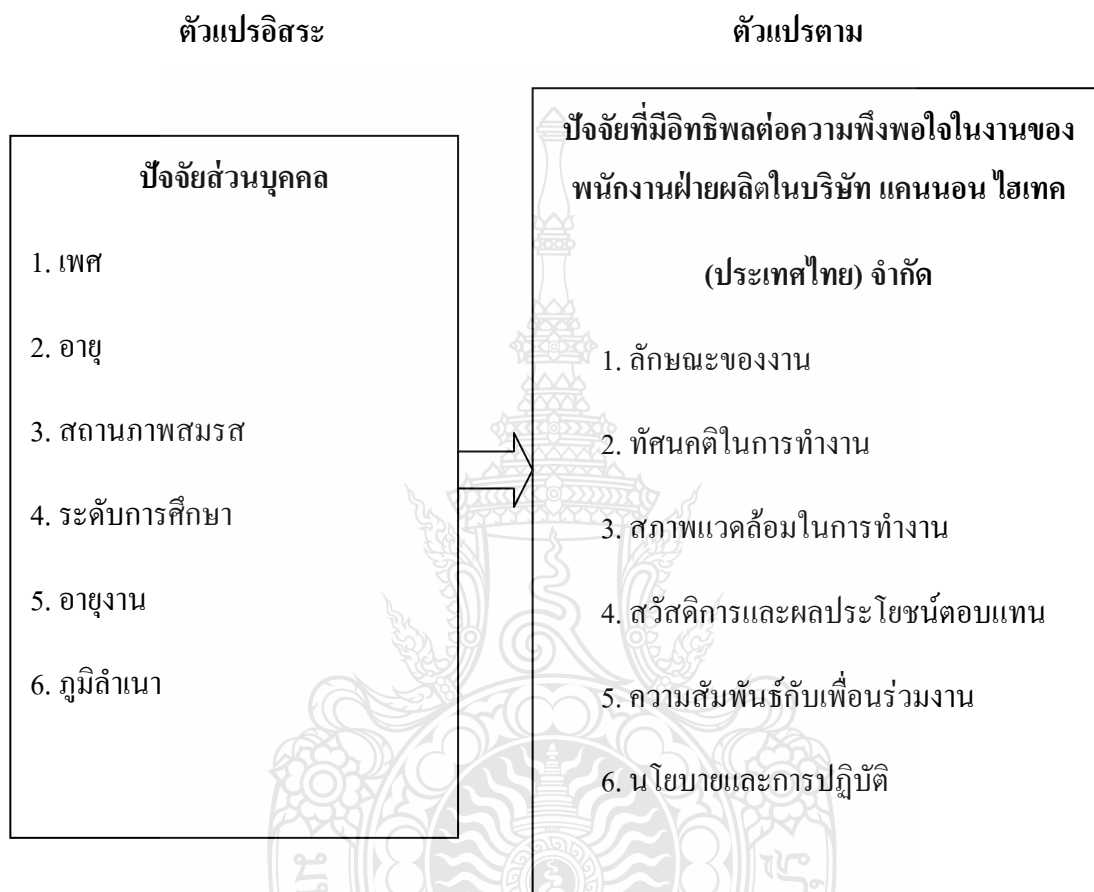 ตัวแปรอิสระ
ตัวแปรตาม
ปัจจัยส่วนบุคคล
1. เพศ
2. อายุ
3. สถานภาพสมรส
4. ระดับการศึกษา
5. อายุงาน
6. ภูมิลำเนา
ปัจจัยที่มีอิทธิพลต่อความพึงพอใจในงานของ
พนักงานฝ่ายผลิตในบริษัท แคนนอน ไฮเทค
(ประเทศไทย) จำกัด
1. ลักษณะของงาน
2. ทัศนคติในการทำงาน
3. สภาพแวดล้อมในการทำงาน
4. สวัสดิการและผลประโยชน์ตอบแทน
5. ความสัมพันธ์กับเพื่อนร่วมงาน
6. นโยบายและการปฏิบัติ